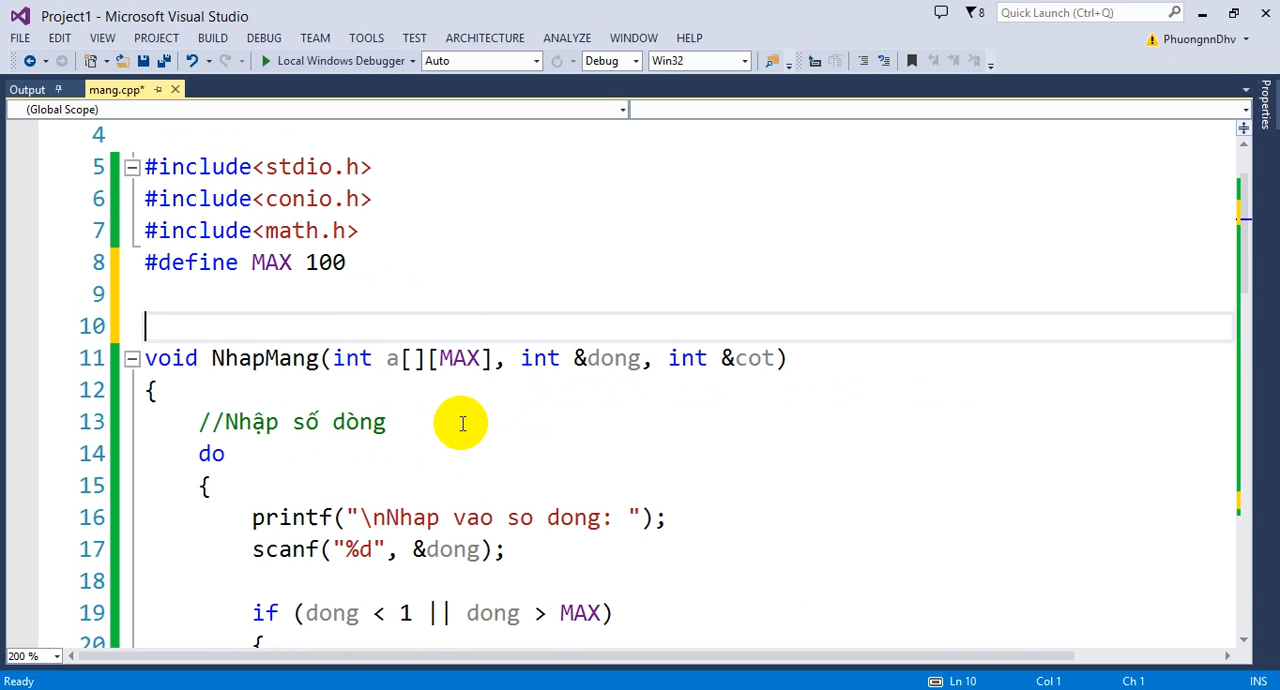 Project1 - Microsoft Visual Studio
8
Quick Launch (Ctrl+Q)
FILE EDIT VIEW PROJECT BUILD DEBUG TEAM TOOLS TEST ARCHITECTURE ANALYZE WINDOW HELP
PhuongnnDhv
Local Windows Debugger Auto Debug Win32
Output mang.cpp*
(Global Scope)
Properties
4
5 #include<stdio.h>
6 #include<conio.h>
7 #include<math.h>
8 #define MAX 100
9
10
11 void NhapMang(int a[][MAX], int &dong, int &cot)
12 {
13 //Nhập số dòng
14 do
15 {
16 printf("\nNhap vao so dong: ");
17 scanf("%d", &dong);
18
19 if (dong < 1 || dong > MAX)
20 {
200 %
Ready Ln 10 Col 1 Ch 1 INS